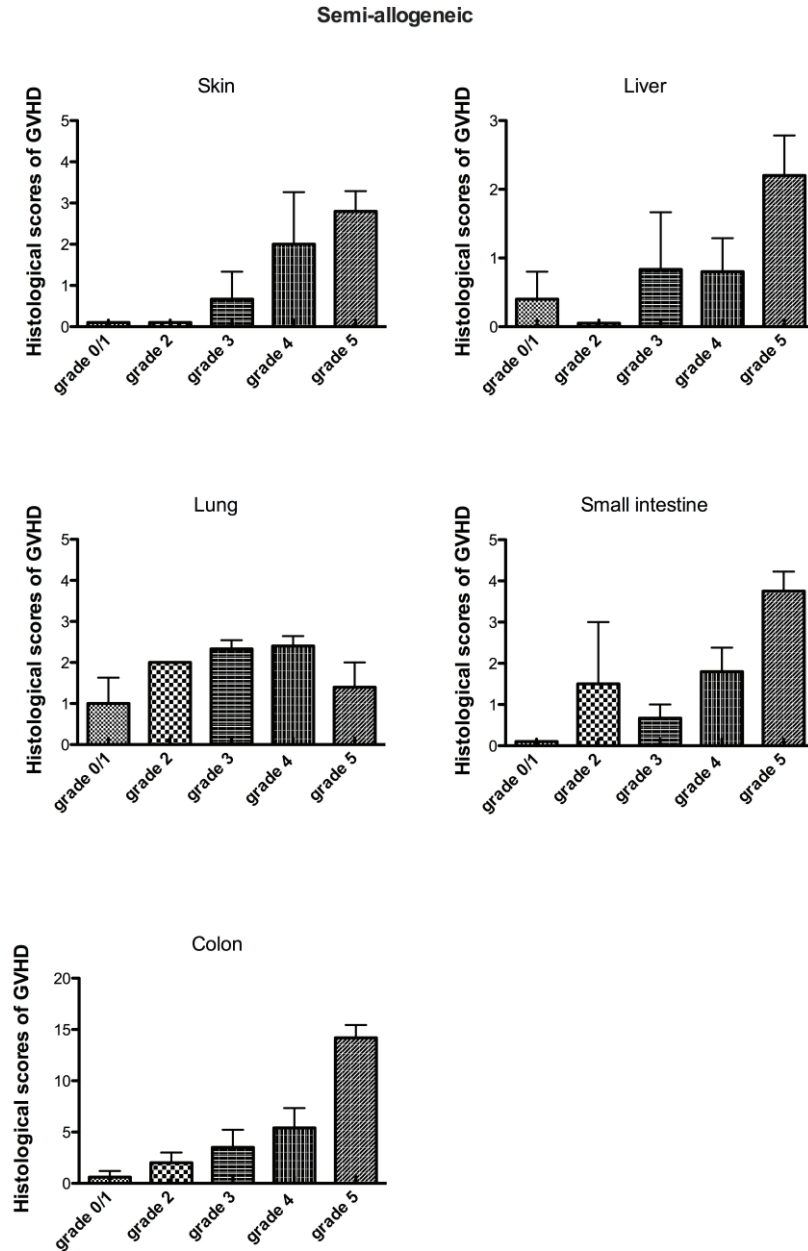 Semi-allogeneic
Skin
Histological scores of GVHD
5
4
3
2
1
0
grade 0/1
grade 2
grade 3
grade 4
grade 5
Liver
Histological scores of GVHD
3
2
1
0
grade 0/1
grade 2
grade 3
grade 4
grade 5
Lung
Histological scores of GVHD
5
4
3
2
1
0
grade 0/1
grade 2
grade 3
grade 4
grade 5
Small intestine
Histological scores of GVHD
5
4
3
2
1
0
grade 0/1
grade 2
grade 3
grade 4
grade 5
Colon
Histological scores of GVHD
20
15
10
5
0
grade 0/1
grade 2
grade 3
grade 4
grade 5